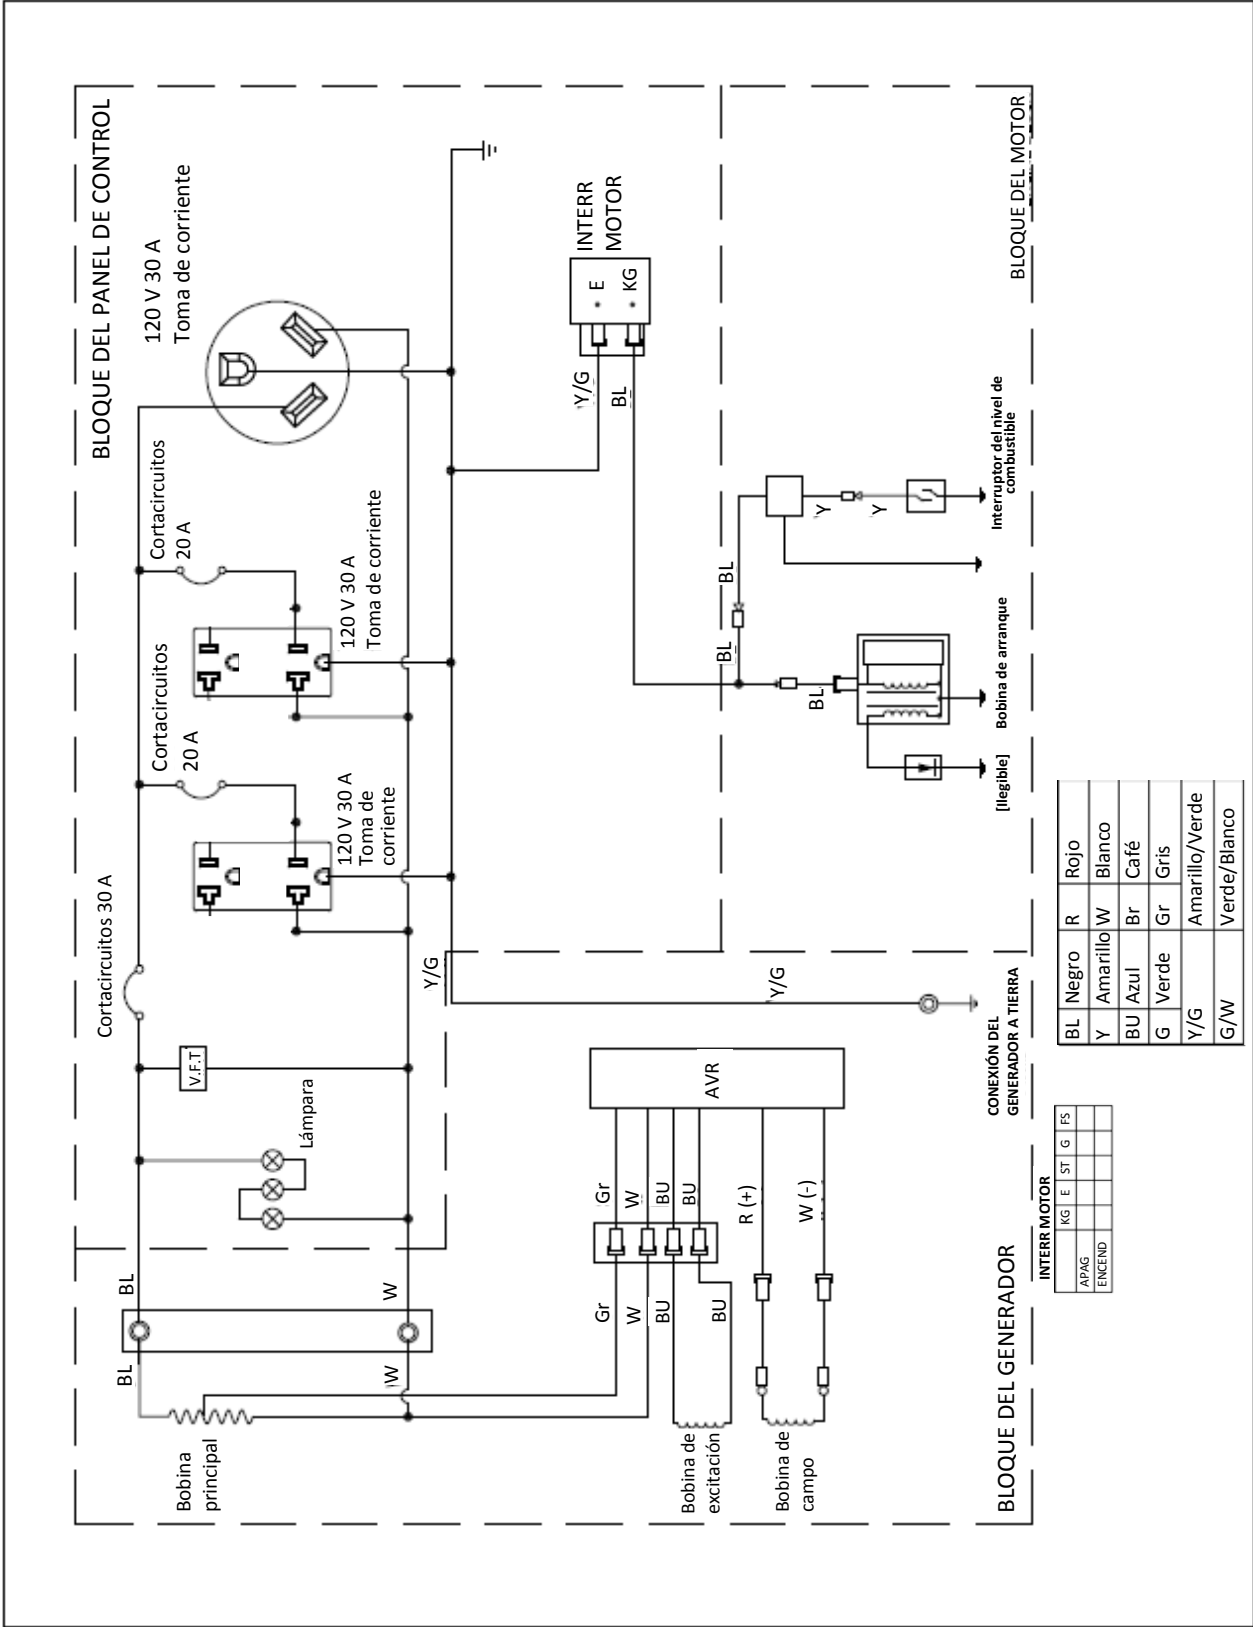 BLOQUE DEL PANEL DE CONTROL
Cortacircuitos 30 A
Cortacircuitos
20 A
Cortacircuitos
20 A
120 V 30 A
Toma de corriente
120 V 30 A
Toma de
corriente
120 V 30 A
Toma de corriente
V.F.T
Lámpara
BL
BL
W
W
Bobina
principal
Y/G
Y/G
INTERR
MOTOR
E
KG
Y/G
BL
BLOQUE DEL MOTOR
BL
BL
BL
Y
Y
Interruptor del nivel de
combustible
Bobina de arranque
[Ilegible]
AVR
Gr
W
BU
BU
R (+)
W (-)
Gr
W
BU
BU
Bobina de
excitación
Bobina de
campo
CONEXIÓN DEL
GENERADOR A TIERRA
BLOQUE DEL GENERADOR
INTERR MOTOR
KG E ST G FS
APAG
ENCEND
BL Negro R Rojo
Y Amarillo W Blanco
BU Azul Br Café
G Verde Gr Gris
Y/G Amarillo/Verde
G/W Verde/Blanco